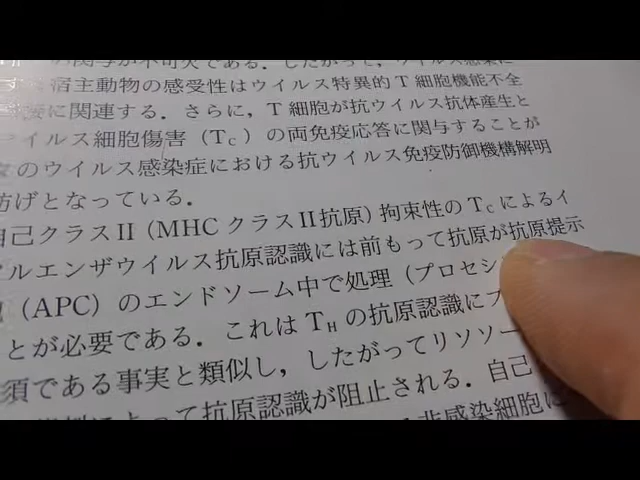 の関与が不可欠である．したがって，ウイルス感染に
宿主動物の感受性はウイルス特異的 T 細胞機能不全
に関連する．さらに，T 細胞が抗ウイルス抗体産生と
イルス細胞傷害（Tc）の両免疫応答に関与することが
のウイルス感染症における抗ウイルス免疫防御機構解明
妨げとなっている．
自己クラスII（MHC クラスII抗原）拘束性の Tc によるイ
ルエンザウイルス抗原認識には前もって抗原が抗原提示
（APC）のエンドソーム中で処理（プロセシ
とが必要である．これは TH の抗原認識にプ
須である事実と類似し，したがってリソソー
よって抗原認識が阻止される．自己
非感染細胞に